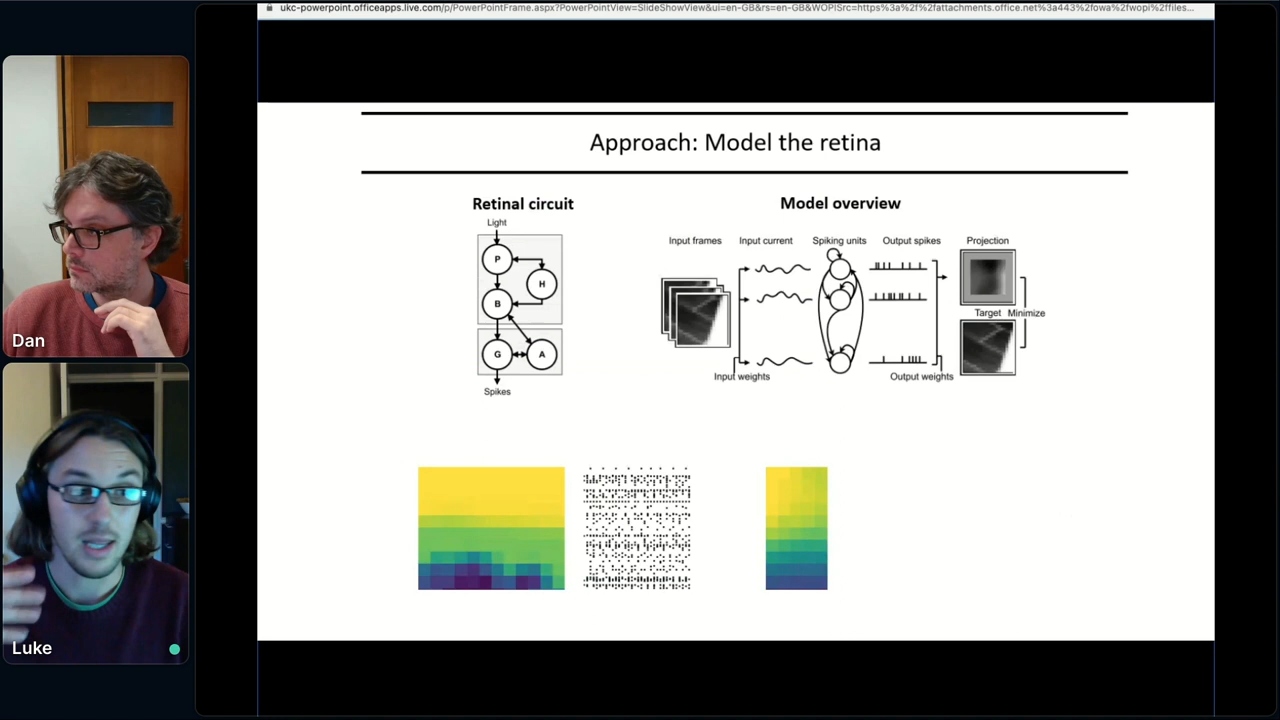 ukc-powerpoint.officeapps.live.com/p/PowerPointFrame.aspx?PowerPointView=SlideShowView&ui=en-GB&rs=en-GB&WOPISrc=https%3a%2f%2fattachments.office.net%3a443%2fowa%2fwopi%2ffiles...
Approach: Model the retina
Retinal circuit
Model overview
Light
P
H
B
G
A
Spikes
Input frames
Input current
Spiking units
Output spikes
Projection
Target
Minimize
Input weights
Output weights
Dan
Luke